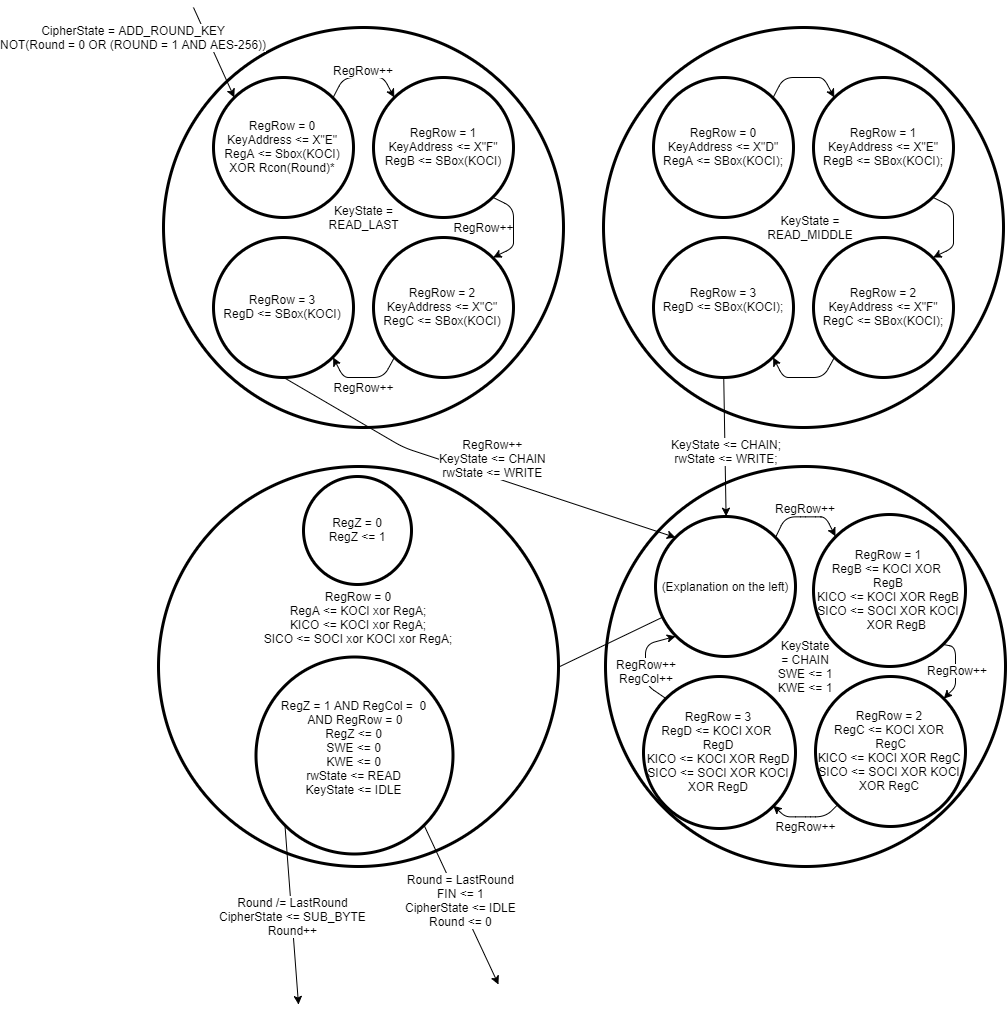 CipherState = ADD_ROUND_KEY
NOT(Round = 0 OR (ROUND = 1 AND AES-256))
RegRow++
RegRow = 0
KeyAddress <= X"E"
RegA <= Sbox(KOCI)
XOR Rcon(Round)*
RegRow = 1
KeyAddress <= X"F"
RegB <= SBox(KOCI)
KeyState =
READ_LAST
RegRow++
RegRow = 3
RegD <= SBox(KOCI)
RegRow = 2
KeyAddress <= X"C"
RegC <= SBox(KOCI)
RegRow++
RegRow = 0
KeyAddress <= X"D"
RegA <= SBox(KOCI);
RegRow = 1
KeyAddress <= X"E"
RegB <= SBox(KOCI);
KeyState =
READ_MIDDLE
RegRow = 3
RegD <= SBox(KOCI);
RegRow = 2
KeyAddress <= X"F"
RegC <= SBox(KOCI);
RegRow++
KeyState <= CHAIN
rwState <= WRITE
KeyState <= CHAIN;
rwState <= WRITE;
RegZ = 0
RegZ <= 1
RegRow = 0
RegA <= KOCI xor RegA;
KICO <= KOCI xor RegA;
SICO <= SOCI xor KOCI xor RegA;
RegZ = 1 AND RegCol = 0
AND RegRow = 0
RegZ <= 0
SWE <= 0
KWE <= 0
rwState <= READ
KeyState <= IDLE
RegRow++
(Explanation on the left)
RegRow = 1
RegB <= KOCI XOR
RegB
KICO <= KOCI XOR RegB
SICO <= SOCI XOR KOCI
XOR RegB
KeyState
= CHAIN
SWE <= 1
KWE <= 1
RegRow++
RegCol++
RegRow++
RegRow = 3
RegD <= KOCI XOR
RegD
KICO <= KOCI XOR RegD
SICO <= SOCI XOR KOCI
XOR RegD
RegRow = 2
RegC <= KOCI XOR
RegC
KICO <= KOCI XOR RegC
SICO <= SOCI XOR KOCI
XOR RegC
RegRow++
Round /= LastRound
CipherState <= SUB_BYTE
Round++
Round = LastRound
FIN <= 1
CipherState <= IDLE
Round <= 0